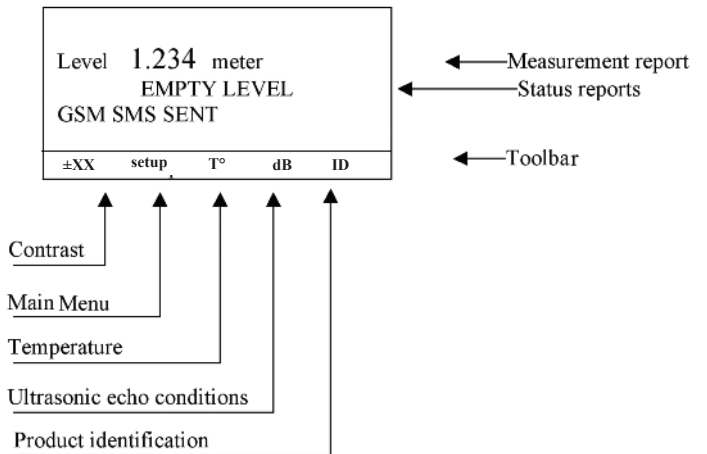 Level 1.234 meter
EMPTY LEVEL
GSM SMS SENT
±XX setup T° dB ID
Measurement report
Status reports
Toolbar
Contrast
Main Menu
Temperature
Ultrasonic echo conditions
Product identification